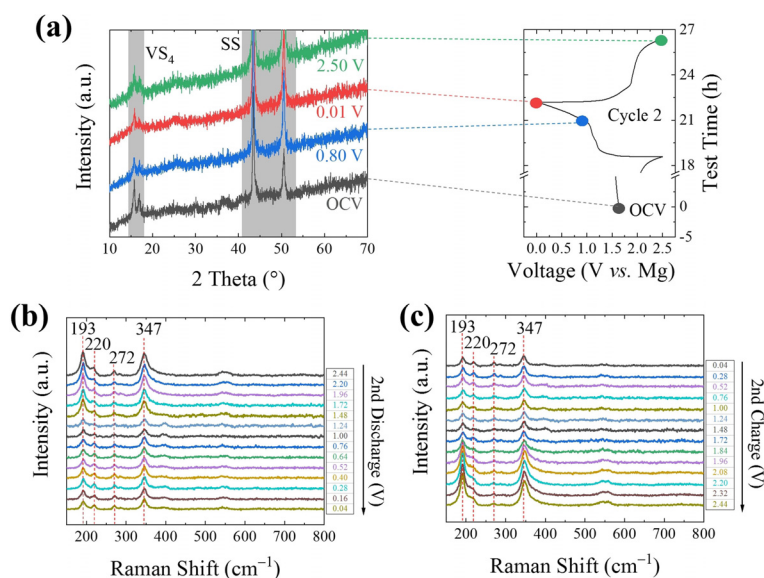 (a)
VS4
SS
2.50 V
0.01 V
0.80 V
OCV
Intensity (a.u.)
10 20 30 40 50 60 70
2 Theta (°)
Cycle 2
OCV
27
24
21
18
0
-5
Test Time (h)
0.0 0.9 1.8 2.5
Voltage (V vs. Mg)
(b)
193
220
272
347
Intensity (a.u.)
2.44
2.20
1.96
1.72
1.48
1.24
1.00
0.76
0.64
0.52
0.40
0.28
0.16
0.04
2nd Discharge (V)
200 300 400 500 600 700 800
Raman Shift (cm−1)
(c)
193
220
272
347
Intensity (a.u.)
0.04
0.28
0.52
0.76
1.00
1.24
1.48
1.72
1.84
1.96
2.08
2.20
2.32
2.44
2nd Charge (V)
200 300 400 500 600 700 800
Raman Shift (cm−1)